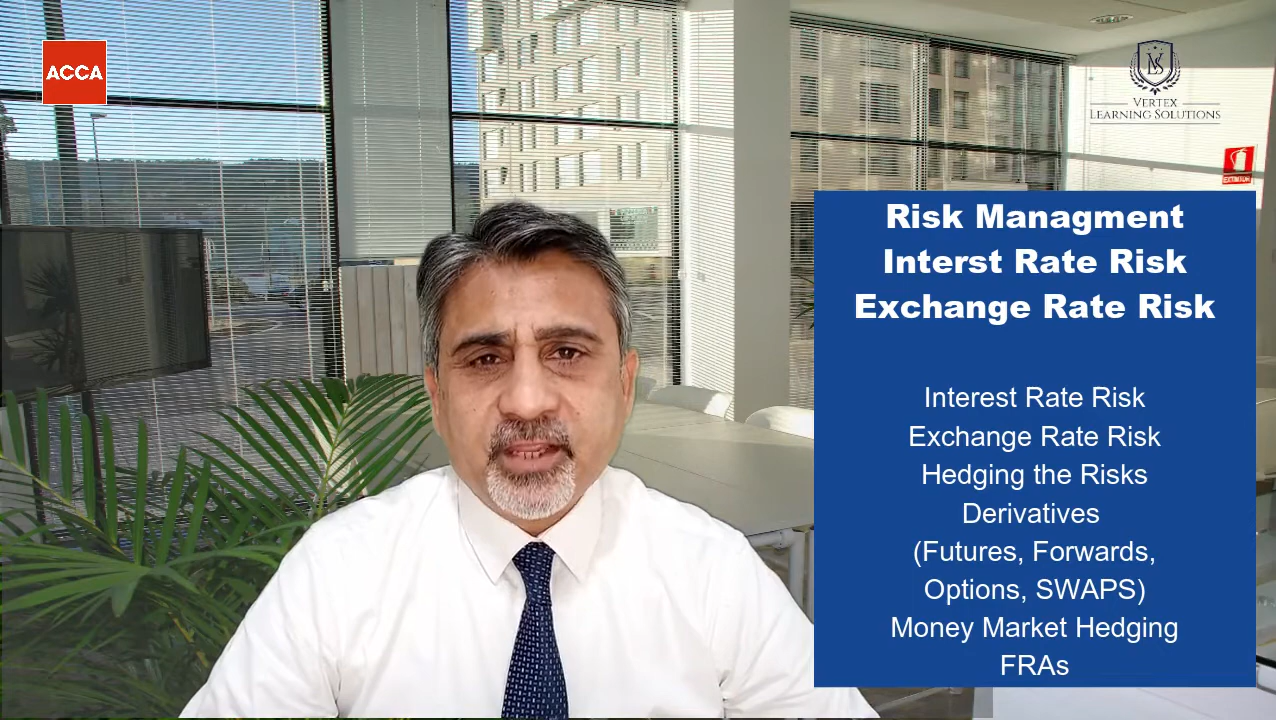 ACCA
VERTEX
LEARNING SOLUTIONS
Risk Managment
Interst Rate Risk
Exchange Rate Risk
Interest Rate Risk
Exchange Rate Risk
Hedging the Risks
Derivatives
(Futures, Forwards,
Options, SWAPS)
Money Market Hedging
FRAs